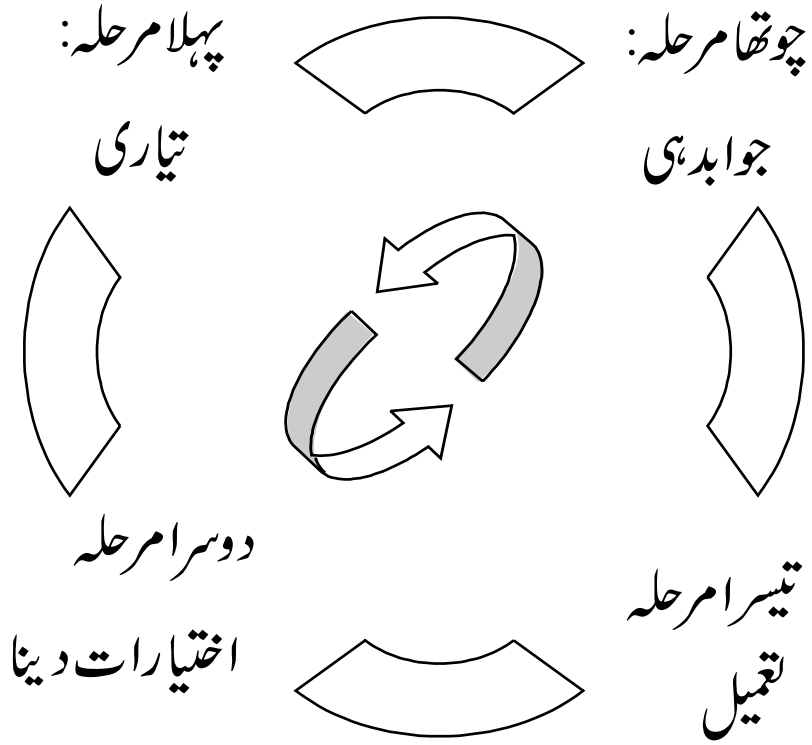 پہلا مرحلہ:
تیاری
دوسرا مرحلہ
اختیارات دینا
تیسرا مرحلہ
تعمیل
چوتھا مرحلہ:
جوابدہی